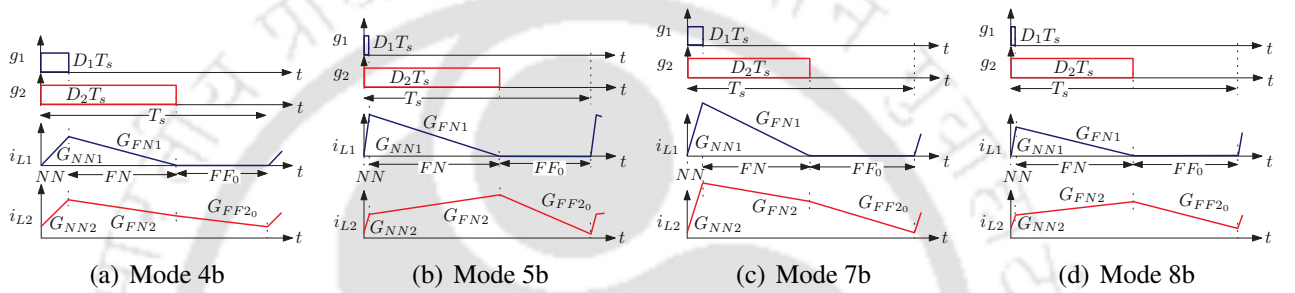 g1 D1Ts t
g2 D2Ts t
Ts
iL1 GNN1 GFN1 t
NN FN FF0
iL2 GNN2 GFN2 GFF20 t
(a) Mode 4b
g1 D1Ts t
g2 D2Ts t
Ts
iL1 GNN1 GFN1 t
NN FN FF0
iL2 GNN2 GFN2 GFF20 t
(b) Mode 5b
g1 D1Ts t
g2 D2Ts t
Ts
iL1 GNN1 GFN1 t
NN FN FF0
iL2 GNN2 GFN2 GFF20 t
(c) Mode 7b
g1 D1Ts t
g2 D2Ts t
Ts
iL1 GNN1 GFN1 t
NN FN FF0
iL2 GNN2 GFN2 GFF20 t
(d) Mode 8b